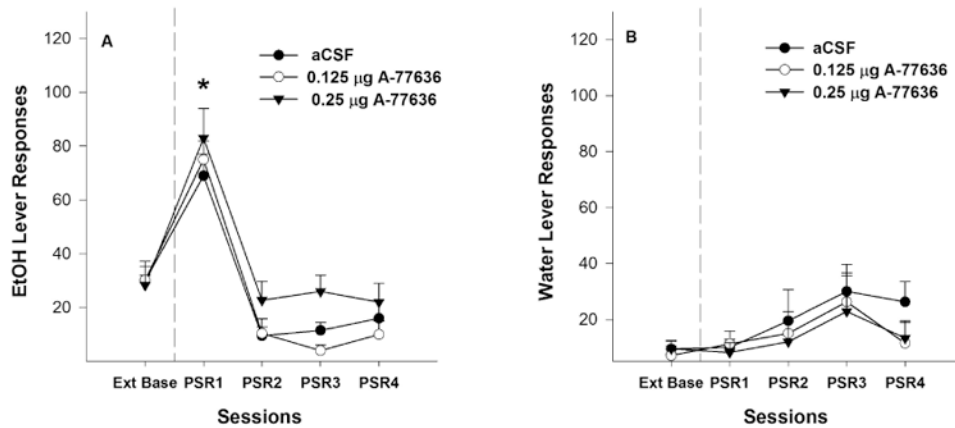 A
aCSF
0.125 µg A-77636
0.25 µg A-77636
*
120
100
80
60
40
20
EtOH Lever Responses
Ext Base PSR1 PSR2 PSR3 PSR4
Sessions
B
aCSF
0.125 µg A-77636
0.25 µg A-77636
120
100
80
60
40
20
Water Lever Responses
Ext Base PSR1 PSR2 PSR3 PSR4
Sessions